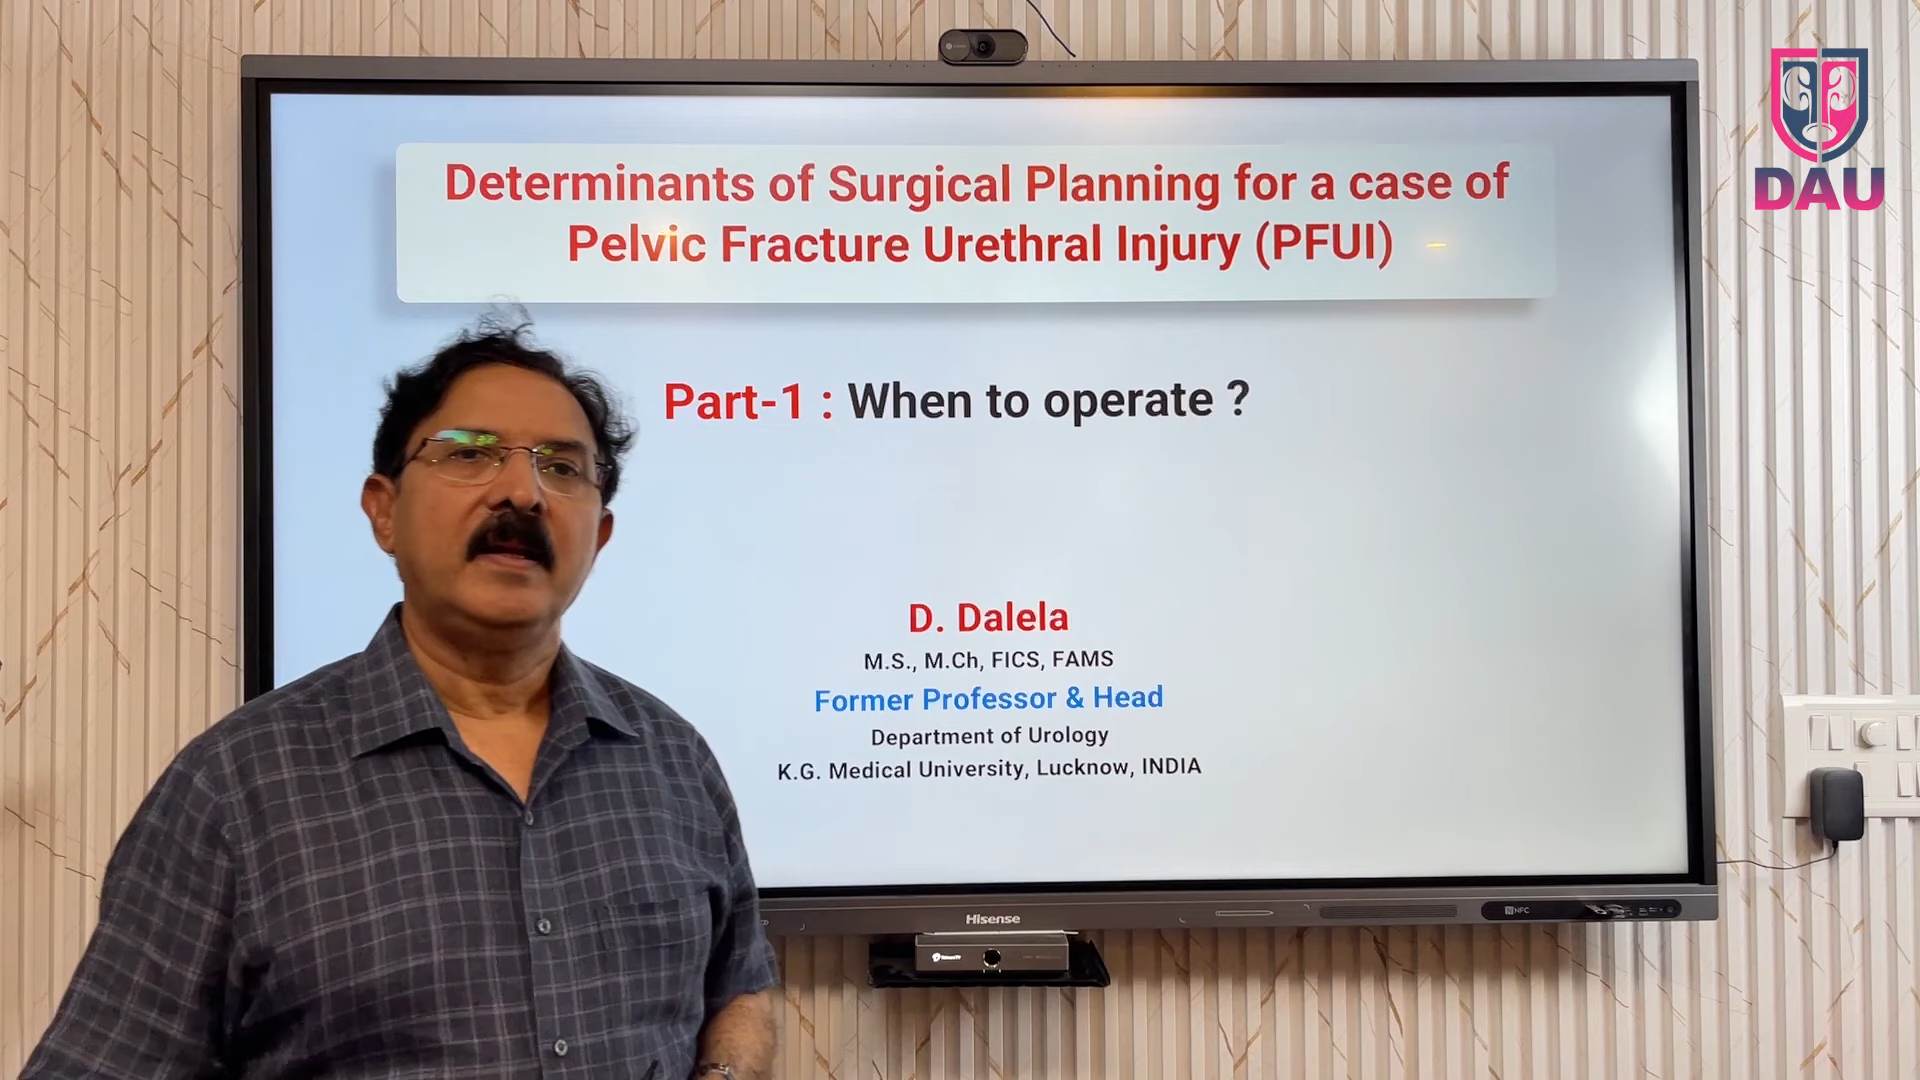 Determinants of Surgical Planning for a case of
Pelvic Fracture Urethral Injury (PFUI)
DAU
Part-1 : When to operate ?
D. Dalela
M.S., M.Ch, FICS, FAMS
Former Professor & Head
Department of Urology
K.G. Medical University, Lucknow, INDIA
Hisense
NFC